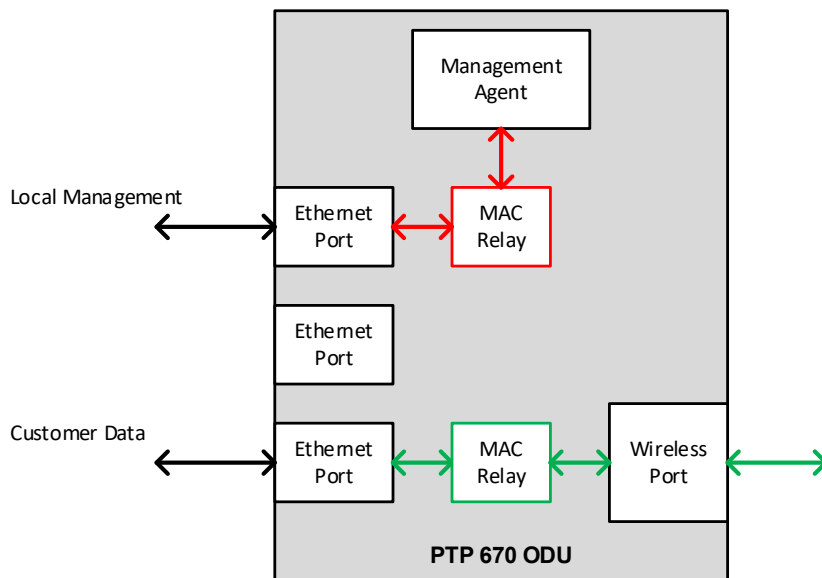 Management
Agent
Local Management
Ethernet
Port
MAC
Relay
Ethernet
Port
Customer Data
Ethernet
Port
MAC
Relay
Wireless
Port
PTP 670 ODU